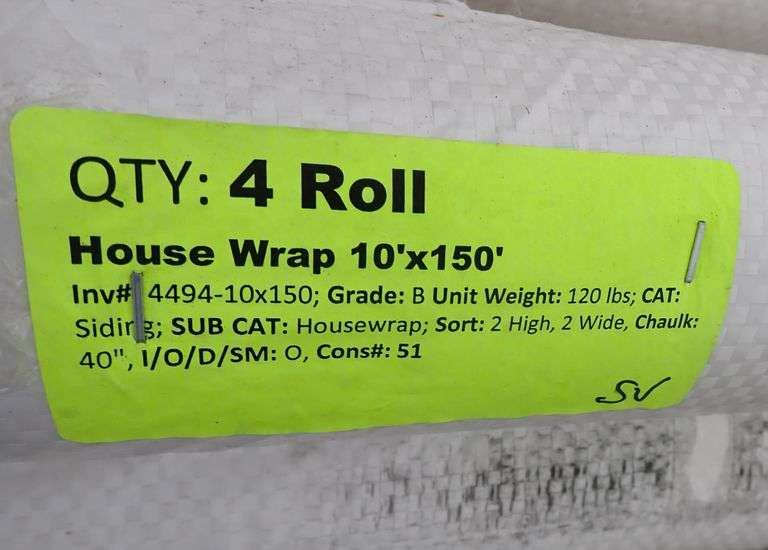 QTY: 4 Roll
House Wrap 10'x150'
Inv# 4494-10x150; Grade: B Unit Weight: 120 lbs; CAT:
Siding; SUB CAT: Housewrap; Sort: 2 High, 2 Wide, Chaulk:
40", I/O/D/SM: O, Cons#: 51
SV